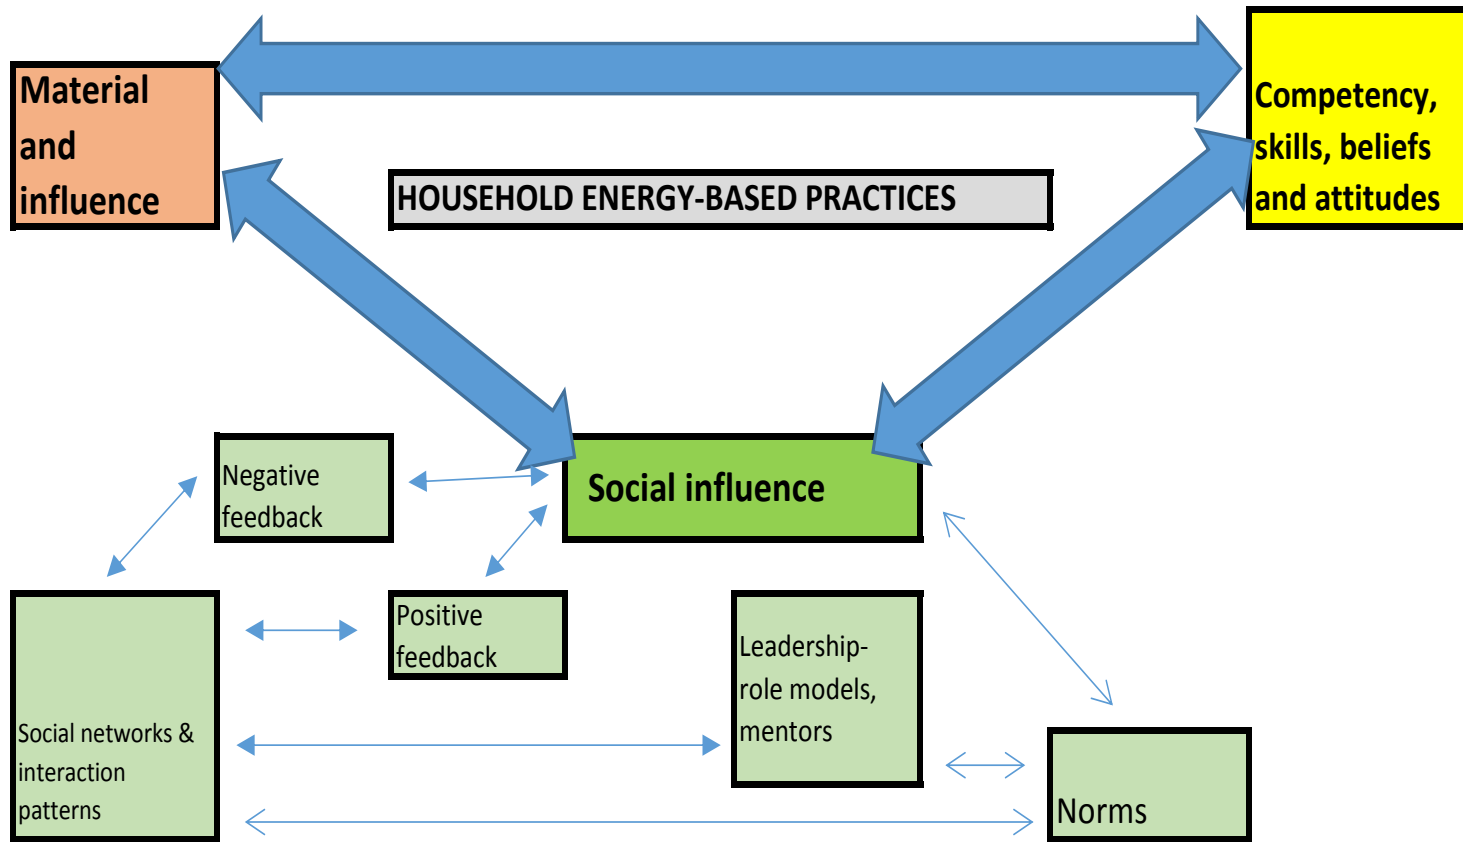 Material
and
influence
HOUSEHOLD ENERGY-BASED PRACTICES
Competency,
skills, beliefs
and attitudes
Negative
feedback
Social influence
Positive
feedback
Leadership-
role models,
mentors
Social networks &
interaction
patterns
Norms